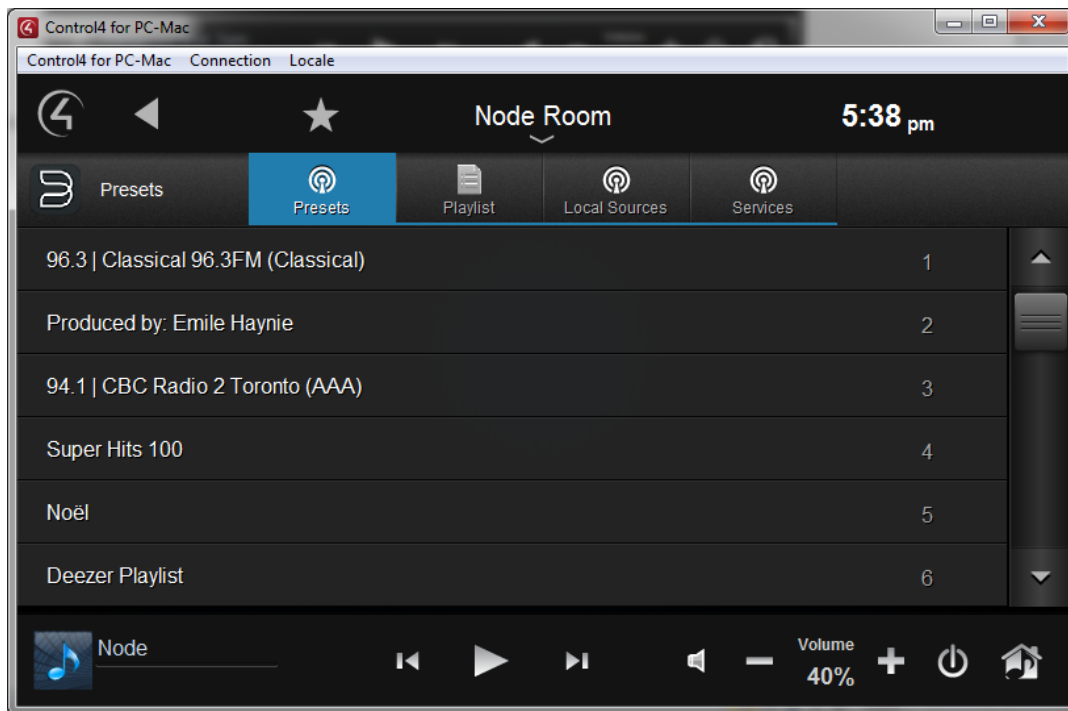 Control4 for PC-Mac
Control4 for PC-Mac Connection Locale
Node Room
5:38 pm
Presets
Presets
Playlist
Local Sources
Services
96.3 | Classical 96.3FM (Classical) 1
Produced by: Emile Haynie 2
94.1 | CBC Radio 2 Toronto (AAA) 3
Super Hits 100 4
Noël 5
Deezer Playlist 6
Node
Volume
40%